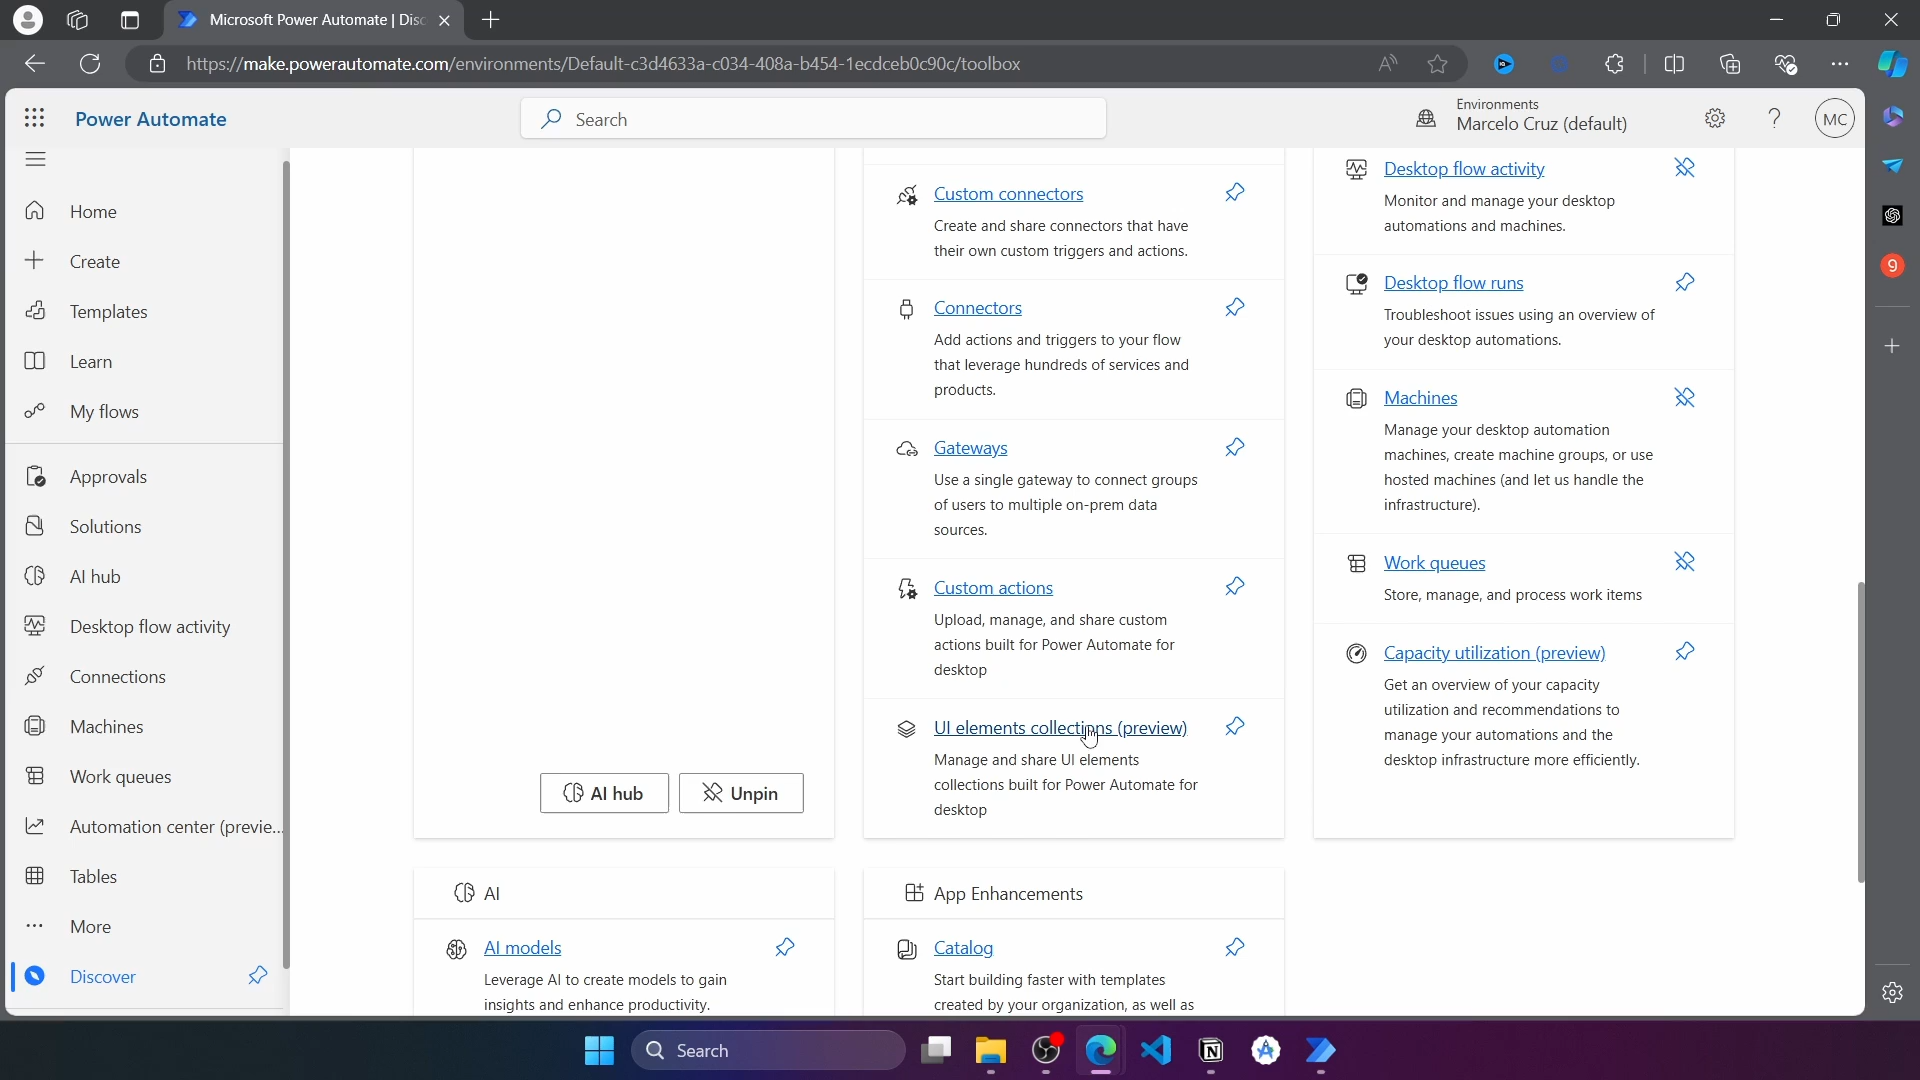 Microsoft Power Automate | Disc
https://make.powerautomate.com/environments/Default-c3d4633a-c034-408a-b454-1ecdceb0c90c/toolbox
Power Automate
Search
Environments
Marcelo Cruz (default)
?
MC
9
Home
Create
Templates
Learn
My flows
Approvals
Solutions
AI hub
Desktop flow activity
Connections
Machines
Work queues
Automation center (previe...
Tables
More
Discover
AI hub
Unpin
Custom connectors
Create and share connectors that have
their own custom triggers and actions.
Connectors
Add actions and triggers to your flow
that leverage hundreds of services and
products.
Gateways
Use a single gateway to connect groups
of users to multiple on-prem data
sources.
Custom actions
Upload, manage, and share custom
actions built for Power Automate for
desktop
UI elements collections (preview)
Manage and share UI elements
collections built for Power Automate for
desktop
Desktop flow activity
Monitor and manage your desktop
automations and machines.
Desktop flow runs
Troubleshoot issues using an overview of
your desktop automations.
Machines
Manage your desktop automation
machines, create machine groups, or use
hosted machines (and let us handle the
infrastructure).
Work queues
Store, manage, and process work items
Capacity utilization (preview)
Get an overview of your capacity
utilization and recommendations to
manage your automations and the
desktop infrastructure more efficiently.
AI
AI models
Leverage AI to create models to gain
insights and enhance productivity.
App Enhancements
Catalog
Start building faster with templates
created by your organization, as well as
Search